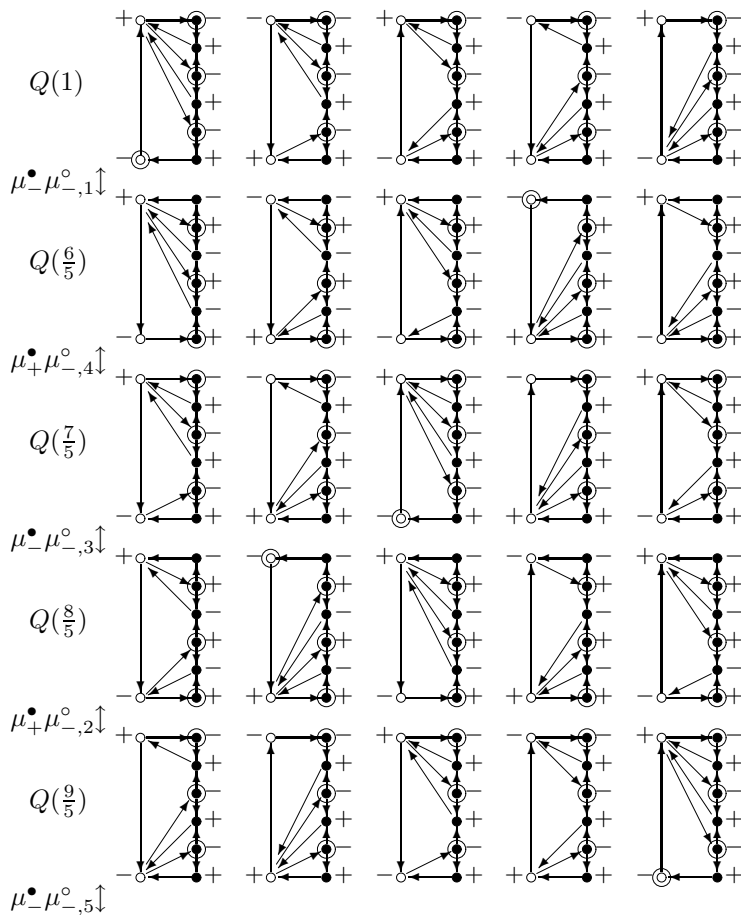 + − − − + − − − + −
+ + + + +
− − − − −
Q(1)
+ + + + +
− − − − −
− + + + − + + + − +
μ₋^• μ°₋,₁ ↕
+ − − − + − − − + −
+ + + + +
Q(6/5)
− − − − −
+ + + + +
− − − − −
− + + + − + + + − +
μ₊^• μ°₋,₄ ↕
+ − − − + − − − + −
+ + + + +
Q(7/5)
− − − − −
+ + + + +
− − − − −
− + + + − + + + − +
μ₋^• μ°₋,₃ ↕
+ − − − + − − − + −
+ + + + +
Q(8/5)
− − − − −
+ + + + +
− − − − −
− + + + − + + + − +
μ₊^• μ°₋,₂ ↕
+ − − − + − − − + −
+ + + + +
Q(9/5)
− − − − −
+ + + + +
− − − − −
− + + + − + + + − +
μ₋^• μ°₋,₅ ↕